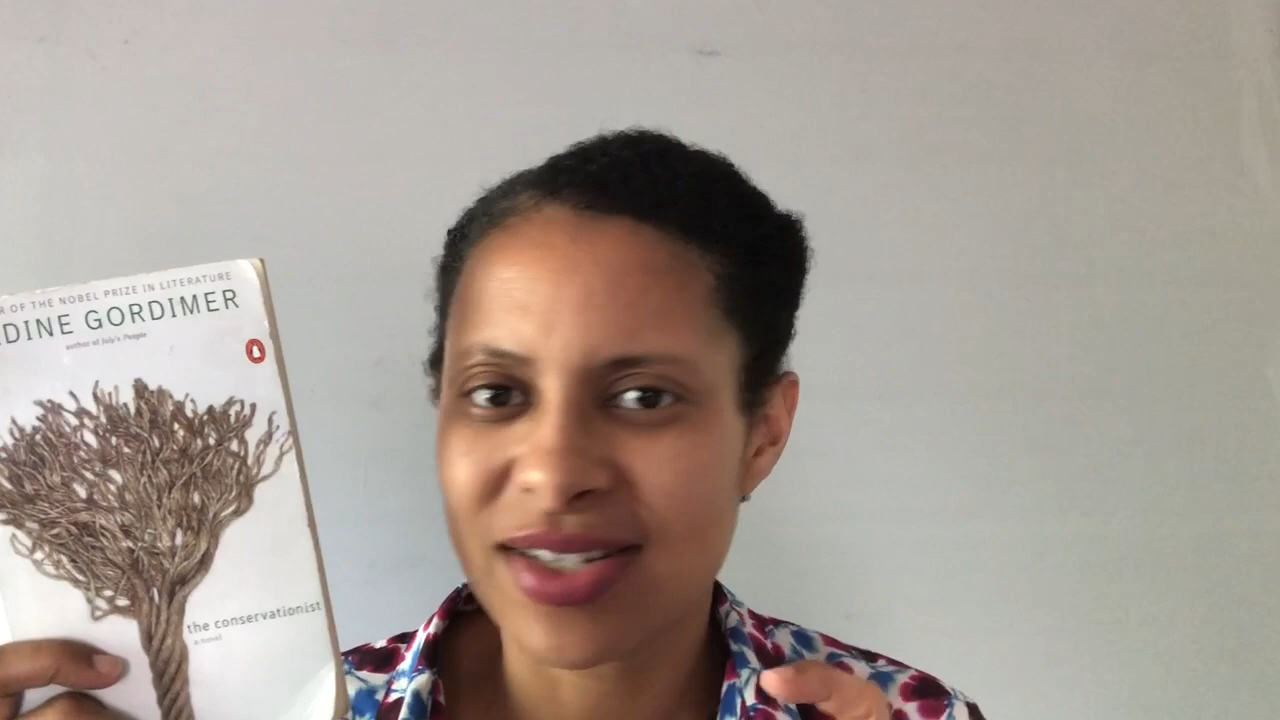 R OF THE NOBEL PRIZE IN LITERATURE
DINE GORDIMER
author of July's People
the conservationist
a novel